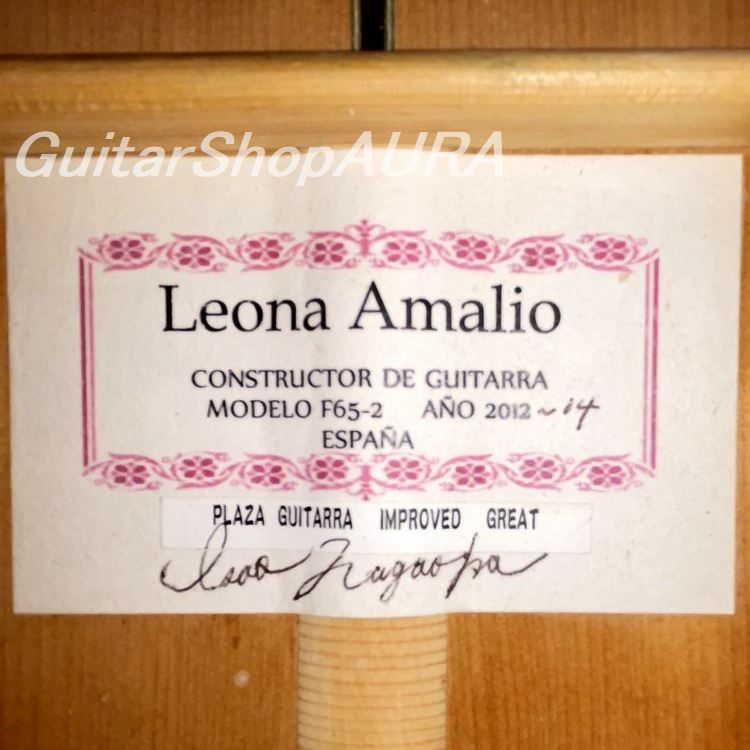 GuitarShopAURA
Leona Amalio
CONSTRUCTOR DE GUITARRA
MODELO F65-2 AÑO 2012 ~14
ESPAÑA
PLAZA GUITARRA IMPROVED GREAT